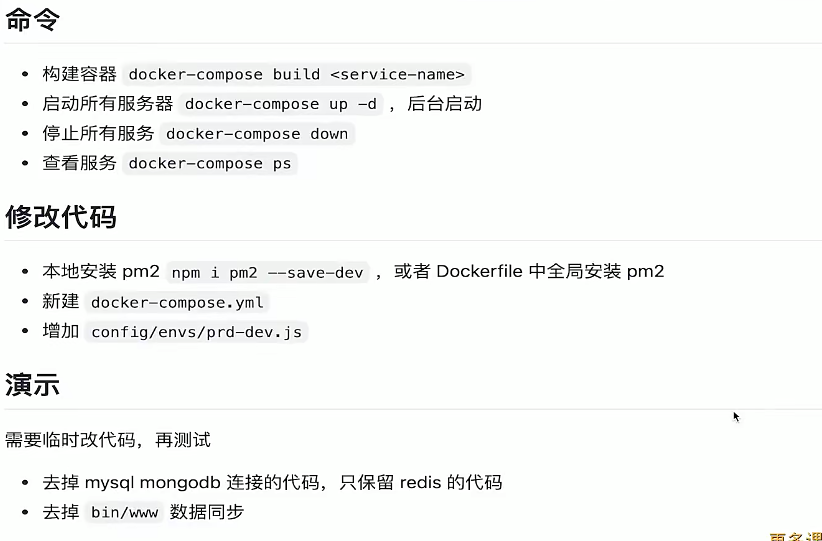 命令
构建容器 docker-compose build <service-name>
启动所有服务器 docker-compose up -d ，后台启动
停止所有服务 docker-compose down
查看服务 docker-compose ps
修改代码
本地安装 pm2 npm i pm2 --save-dev ，或者 Dockerfile 中全局安装 pm2
新建 docker-compose.yml
增加 config/envs/prd-dev.js
演示
需要临时改代码，再测试
去掉 mysql mongodb 连接的代码，只保留 redis 的代码
去掉 bin/www 数据同步